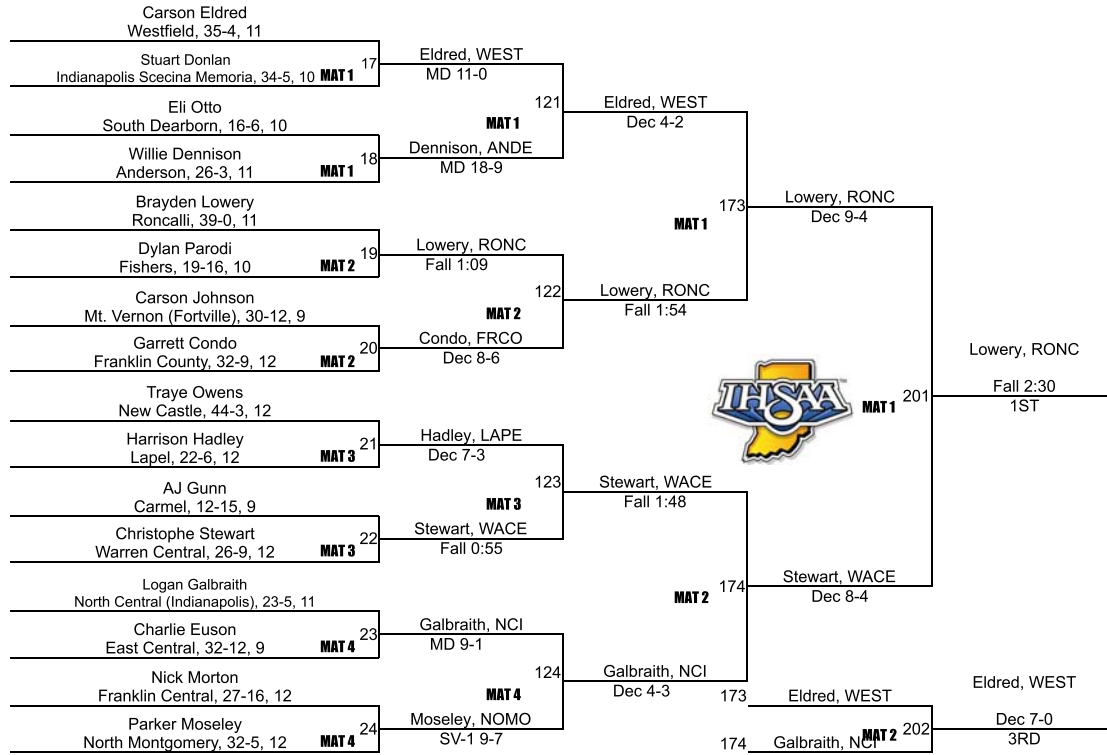 Carson Eldred
Westfield, 35-4, 11
Stuart Donlan
Indianapolis Scecina Memoria, 34-5, 10 MAT 1
17
Eldred, WEST
MD 11-0
Eli Otto
South Dearborn, 16-6, 10
Willie Dennison
Anderson, 26-3, 11 MAT 1
18
Dennison, ANDE
MD 18-9
121
MAT 1
Eldred, WEST
Dec 4-2
Brayden Lowery
Roncalli, 39-0, 11
Dylan Parodi
Fishers, 19-16, 10 MAT 2
19
Lowery, RONC
Fall 1:09
Carson Johnson
Mt. Vernon (Fortville), 30-12, 9
Garrett Condo
Franklin County, 32-9, 12 MAT 2
20
Condo, FRCO
Dec 8-6
122
MAT 2
Lowery, RONC
Fall 1:54
173
MAT 1
Lowery, RONC
Dec 9-4
Traye Owens
New Castle, 44-3, 12
Harrison Hadley
Lapel, 22-6, 12 MAT 3
21
Hadley, LAPE
Dec 7-3
AJ Gunn
Carmel, 12-15, 9
Christophe Stewart
Warren Central, 26-9, 12 MAT 3
22
Stewart, WACE
Fall 0:55
123
MAT 3
Stewart, WACE
Fall 1:48
Logan Galbraith
North Central (Indianapolis), 23-5, 11
Charlie Euson
East Central, 32-12, 9 MAT 4
23
Galbraith, NCI
MD 9-1
Nick Morton
Franklin Central, 27-16, 12
Parker Moseley
North Montgomery, 32-5, 12 MAT 4
24
Moseley, NOMO
SV-1 9-7
124
MAT 4
Galbraith, NCI
Dec 4-3
174
MAT 2
Stewart, WACE
Dec 8-4
IHSAA™
MAT 1
201
Lowery, RONC
Fall 2:30
1ST
173
Eldred, WEST
174
Galbraith, NCI
MAT 2
202
Eldred, WEST
Dec 7-0
3RD